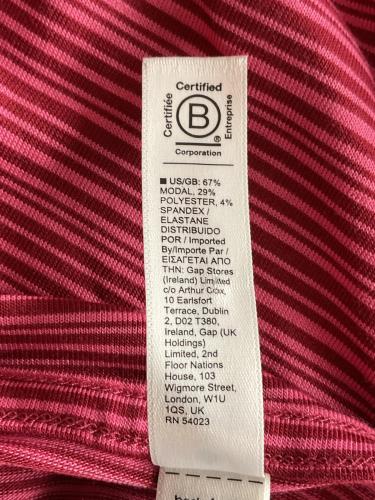 Certified
Certifiée
B
®
Entreprise
Corporation
■ US/GB: 67%
MODAL, 29%
POLYESTER, 4%
SPANDEX /
ELASTANE
DISTRIBUIDO
POR / Imported
By/Importe Par /
ΕΙΣΑΓΕΤΑΙ ΑΠΟ
ΤΗΝ: Gap Stores
(Ireland) Limited
c/o Arthur Cox,
10 Earlsfort
Terrace, Dublin
2, D02 T380,
Ireland, Gap (UK
Holdings)
Limited, 2nd
Floor Nations
House, 103
Wigmore Street,
London, W1U
1QS, UK
RN 54023